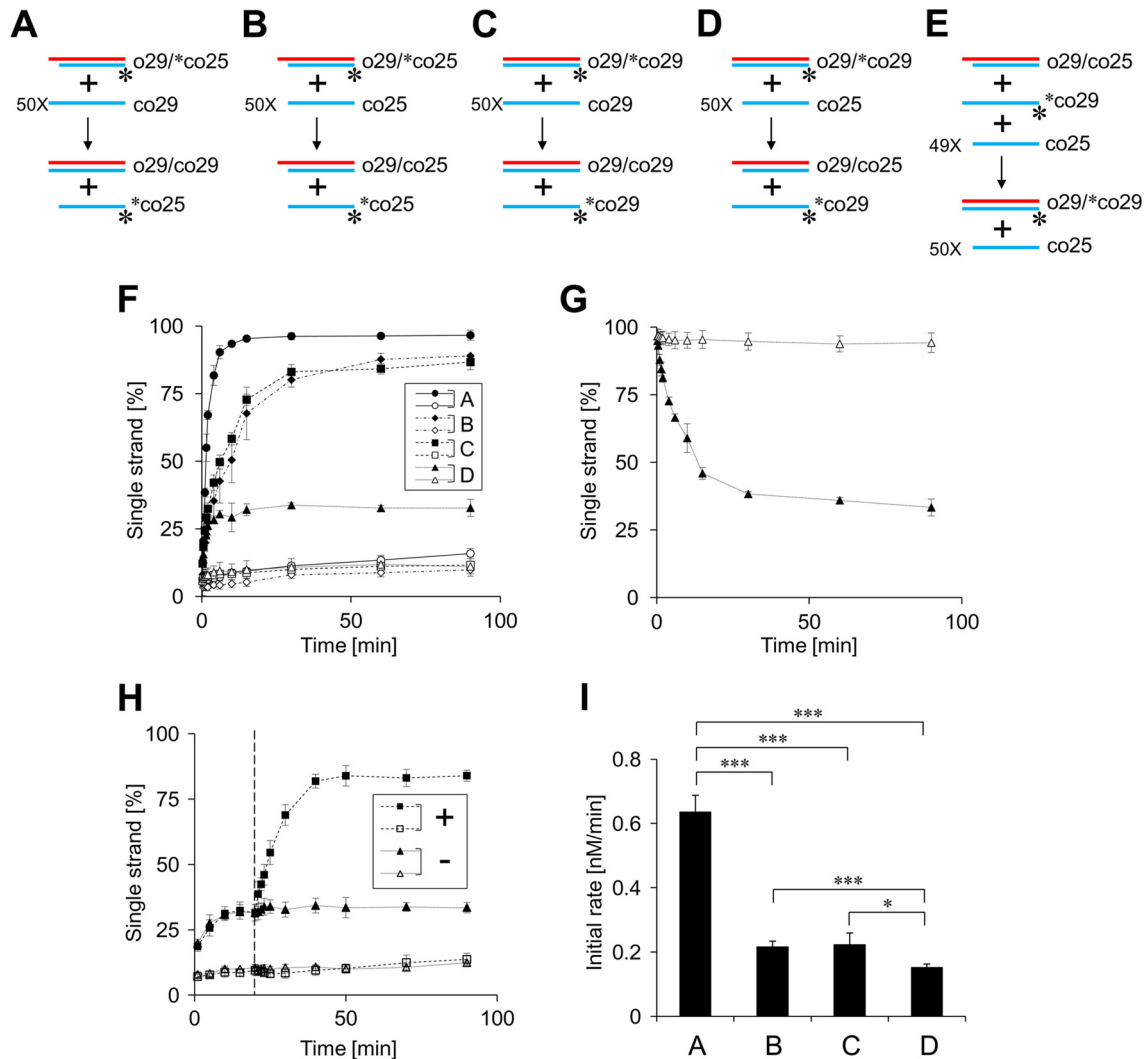 A
B
C
D
E
o29/*co25
+
*
50X
co29
o29/co29
+
*co25
*
o29/*co25
+
*
50X
co25
o29/co25
+
*co25
*
o29/*co29
+
*
50X
co29
o29/co29
+
*co29
*
o29/*co29
+
*
50X
co25
o29/co25
+
*co29
*
o29/co25
+
*co29
*
+
49X
co25
o29/*co29
+
*
50X
co25
F
Single strand [%]
100
75
50
25
0
A
B
C
D
0
50
100
Time [min]
G
Single strand [%]
100
75
50
25
0
0
50
100
Time [min]
H
Single strand [%]
100
75
50
25
0
+
-
0
50
100
Time [min]
I
Initial rate [nM/min]
0.8
0.6
0.4
0.2
0
***
***
***
***
*
A
B
C
D